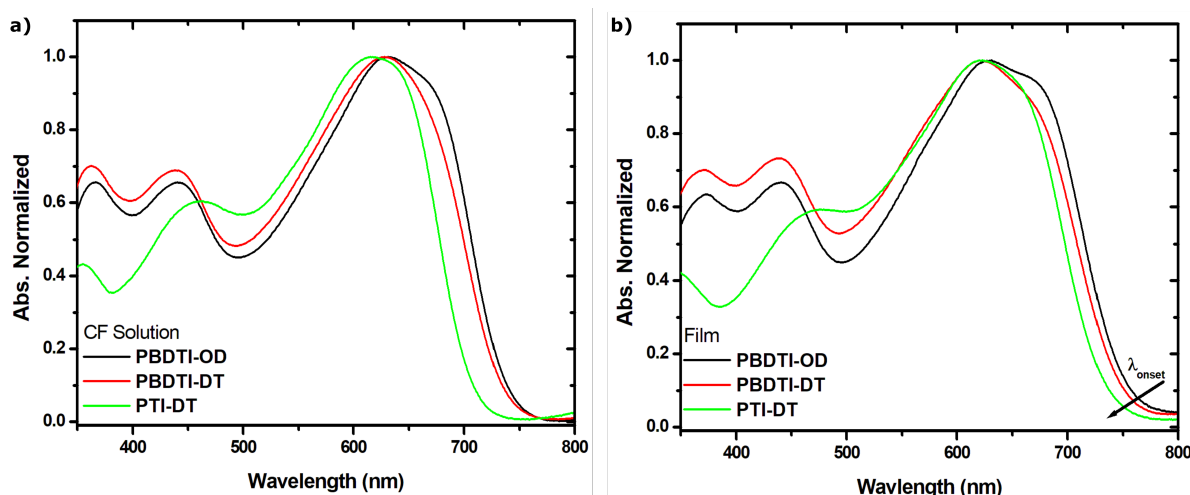 a)
Abs. Normalized
1.0
0.8
0.6
0.4
0.2
0.0
CF Solution
PBDTI-OD
PBDTI-DT
PTI-DT
400 500 600 700 800
Wavelength (nm)
b)
Abs. Normalized
1.0
0.8
0.6
0.4
0.2
0.0
Film
PBDTI-OD
PBDTI-DT
PTI-DT
λonset
400 500 600 700 800
Wavlength (nm)